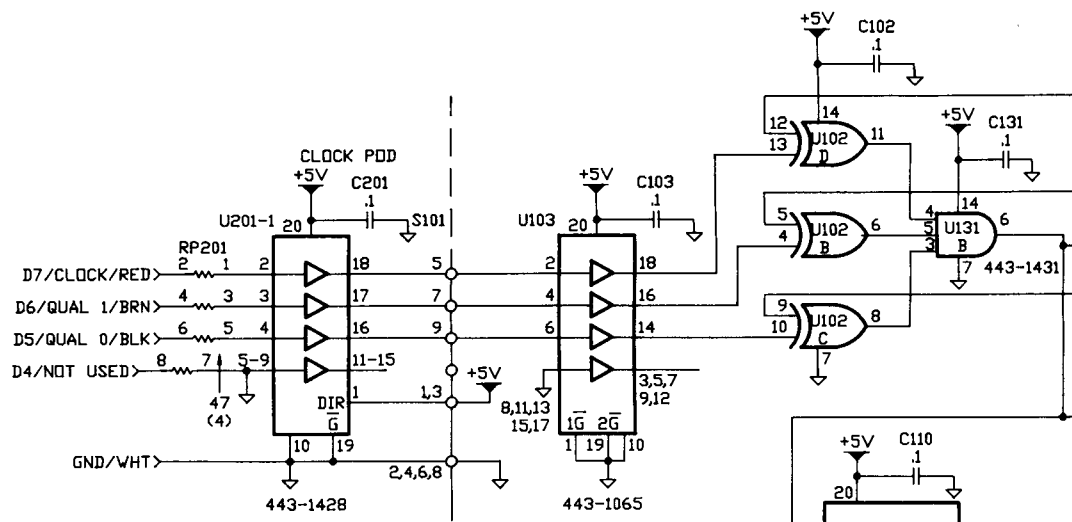 +5V
C102
.1
14
12
13
U102
D
11
+5V
C131
.1
CLOCK POD
+5V
C201
.1
S101
+5V
C103
.1
U201-1
20
U103
20
5
4
U102
B
6
4
5
3
14
U131
B
6
7
443-1431
RP201
D7/CLOCK/RED
2
1
2
18
5
2
18
D6/QUAL 1/BRN
4
3
3
17
7
4
16
D5/QUAL 0/BLK
6
5
4
16
9
6
14
9
10
U102
C
8
7
D4/NOT USED
8
7
5-9
11-15
47
(4)
DIR
1
1,3
+5V
3,5,7
9,12
8,11,13
15,17
G
10
19
1G
2G
1
19
10
GND/WHT
2,4,6,8
443-1428
443-1065
+5V
C110
.1
20